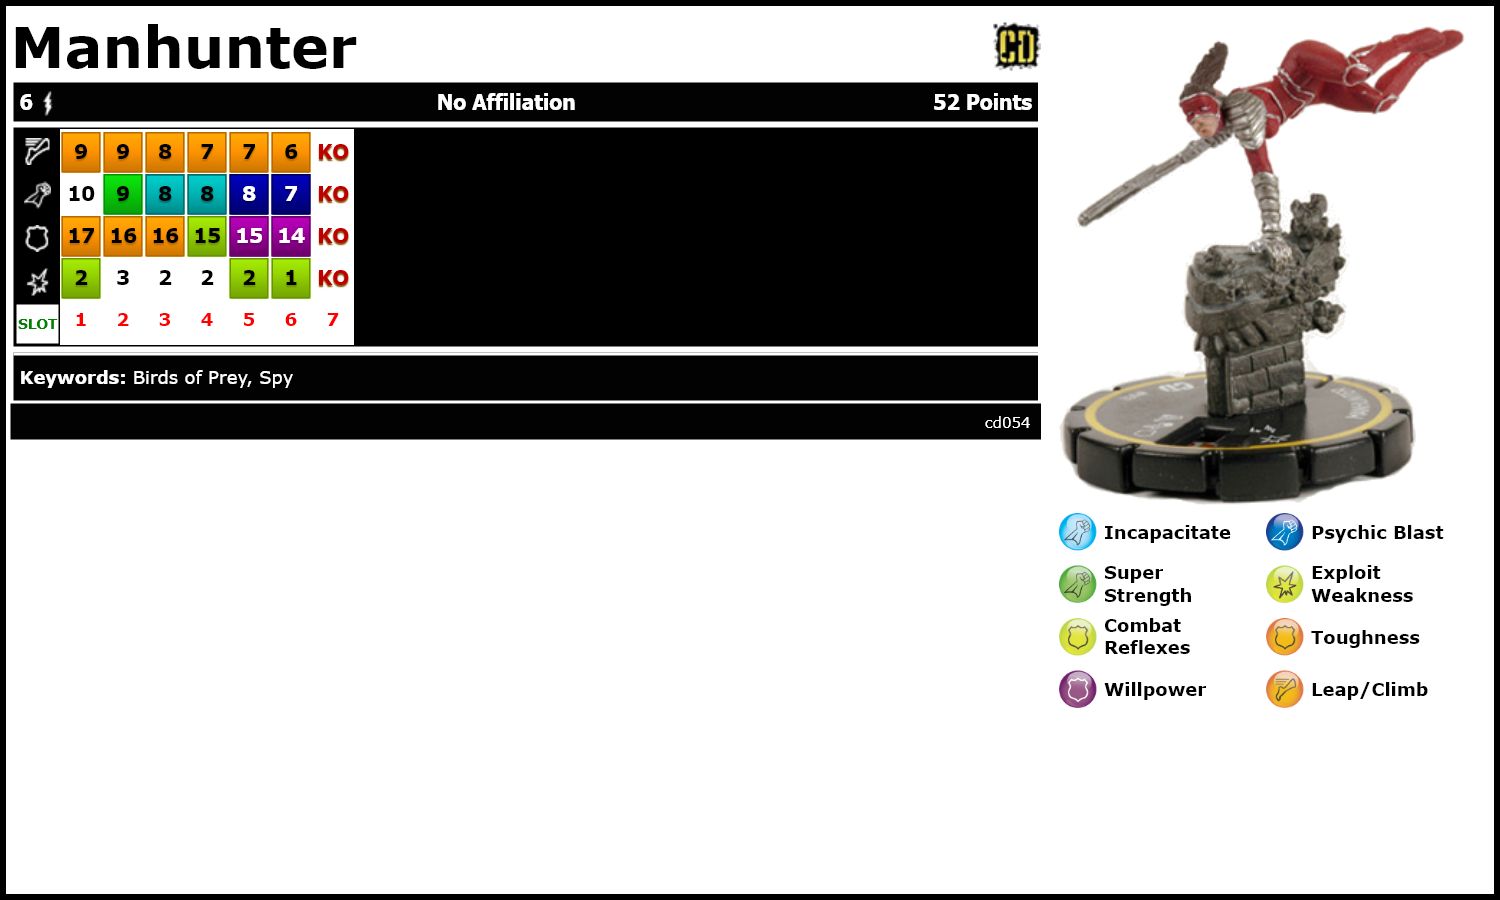 Manhunter
CD
6 No Affiliation 52 Points
9 9 8 7 7 6 KO
10 9 8 8 8 7 KO
17 16 16 15 15 14 KO
2 3 2 2 2 1 KO
SLOT 1 2 3 4 5 6 7
Keywords: Birds of Prey, Spy
cd054
Incapacitate
Psychic Blast
Super
Strength
Exploit
Weakness
Combat
Reflexes
Toughness
Willpower
Leap/Climb